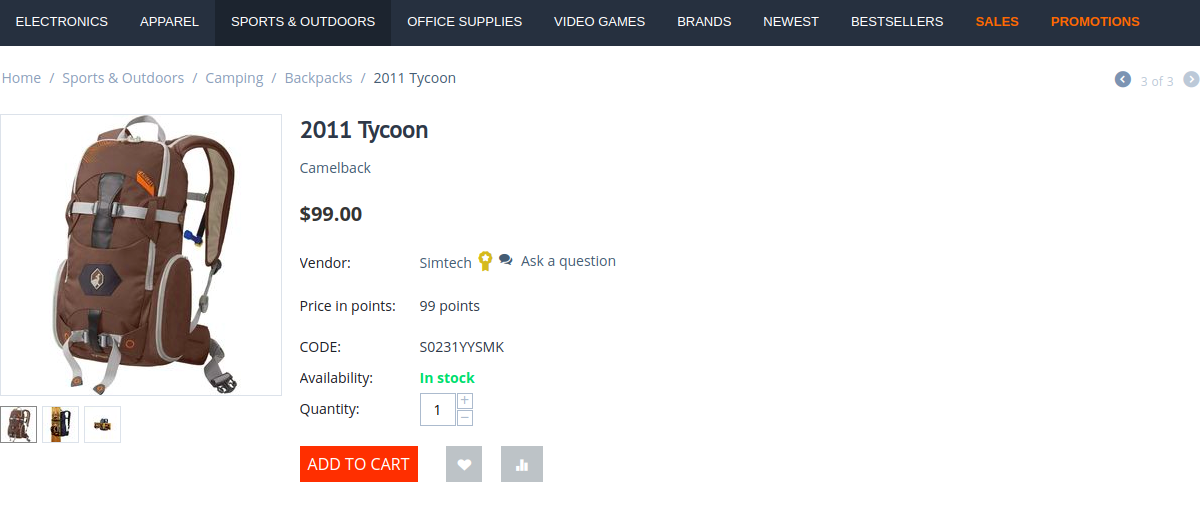 ELECTRONICS APPAREL SPORTS & OUTDOORS OFFICE SUPPLIES VIDEO GAMES BRANDS NEWEST BESTSELLERS SALES PROMOTIONS
Home / Sports & Outdoors / Camping / Backpacks / 2011 Tycoon 3 of 3
2011 Tycoon
Camelback
$99.00
Vendor: Simtech Ask a question
Price in points: 99 points
CODE: S0231YYSMK
Availability: In stock
Quantity: 1 + −
ADD TO CART